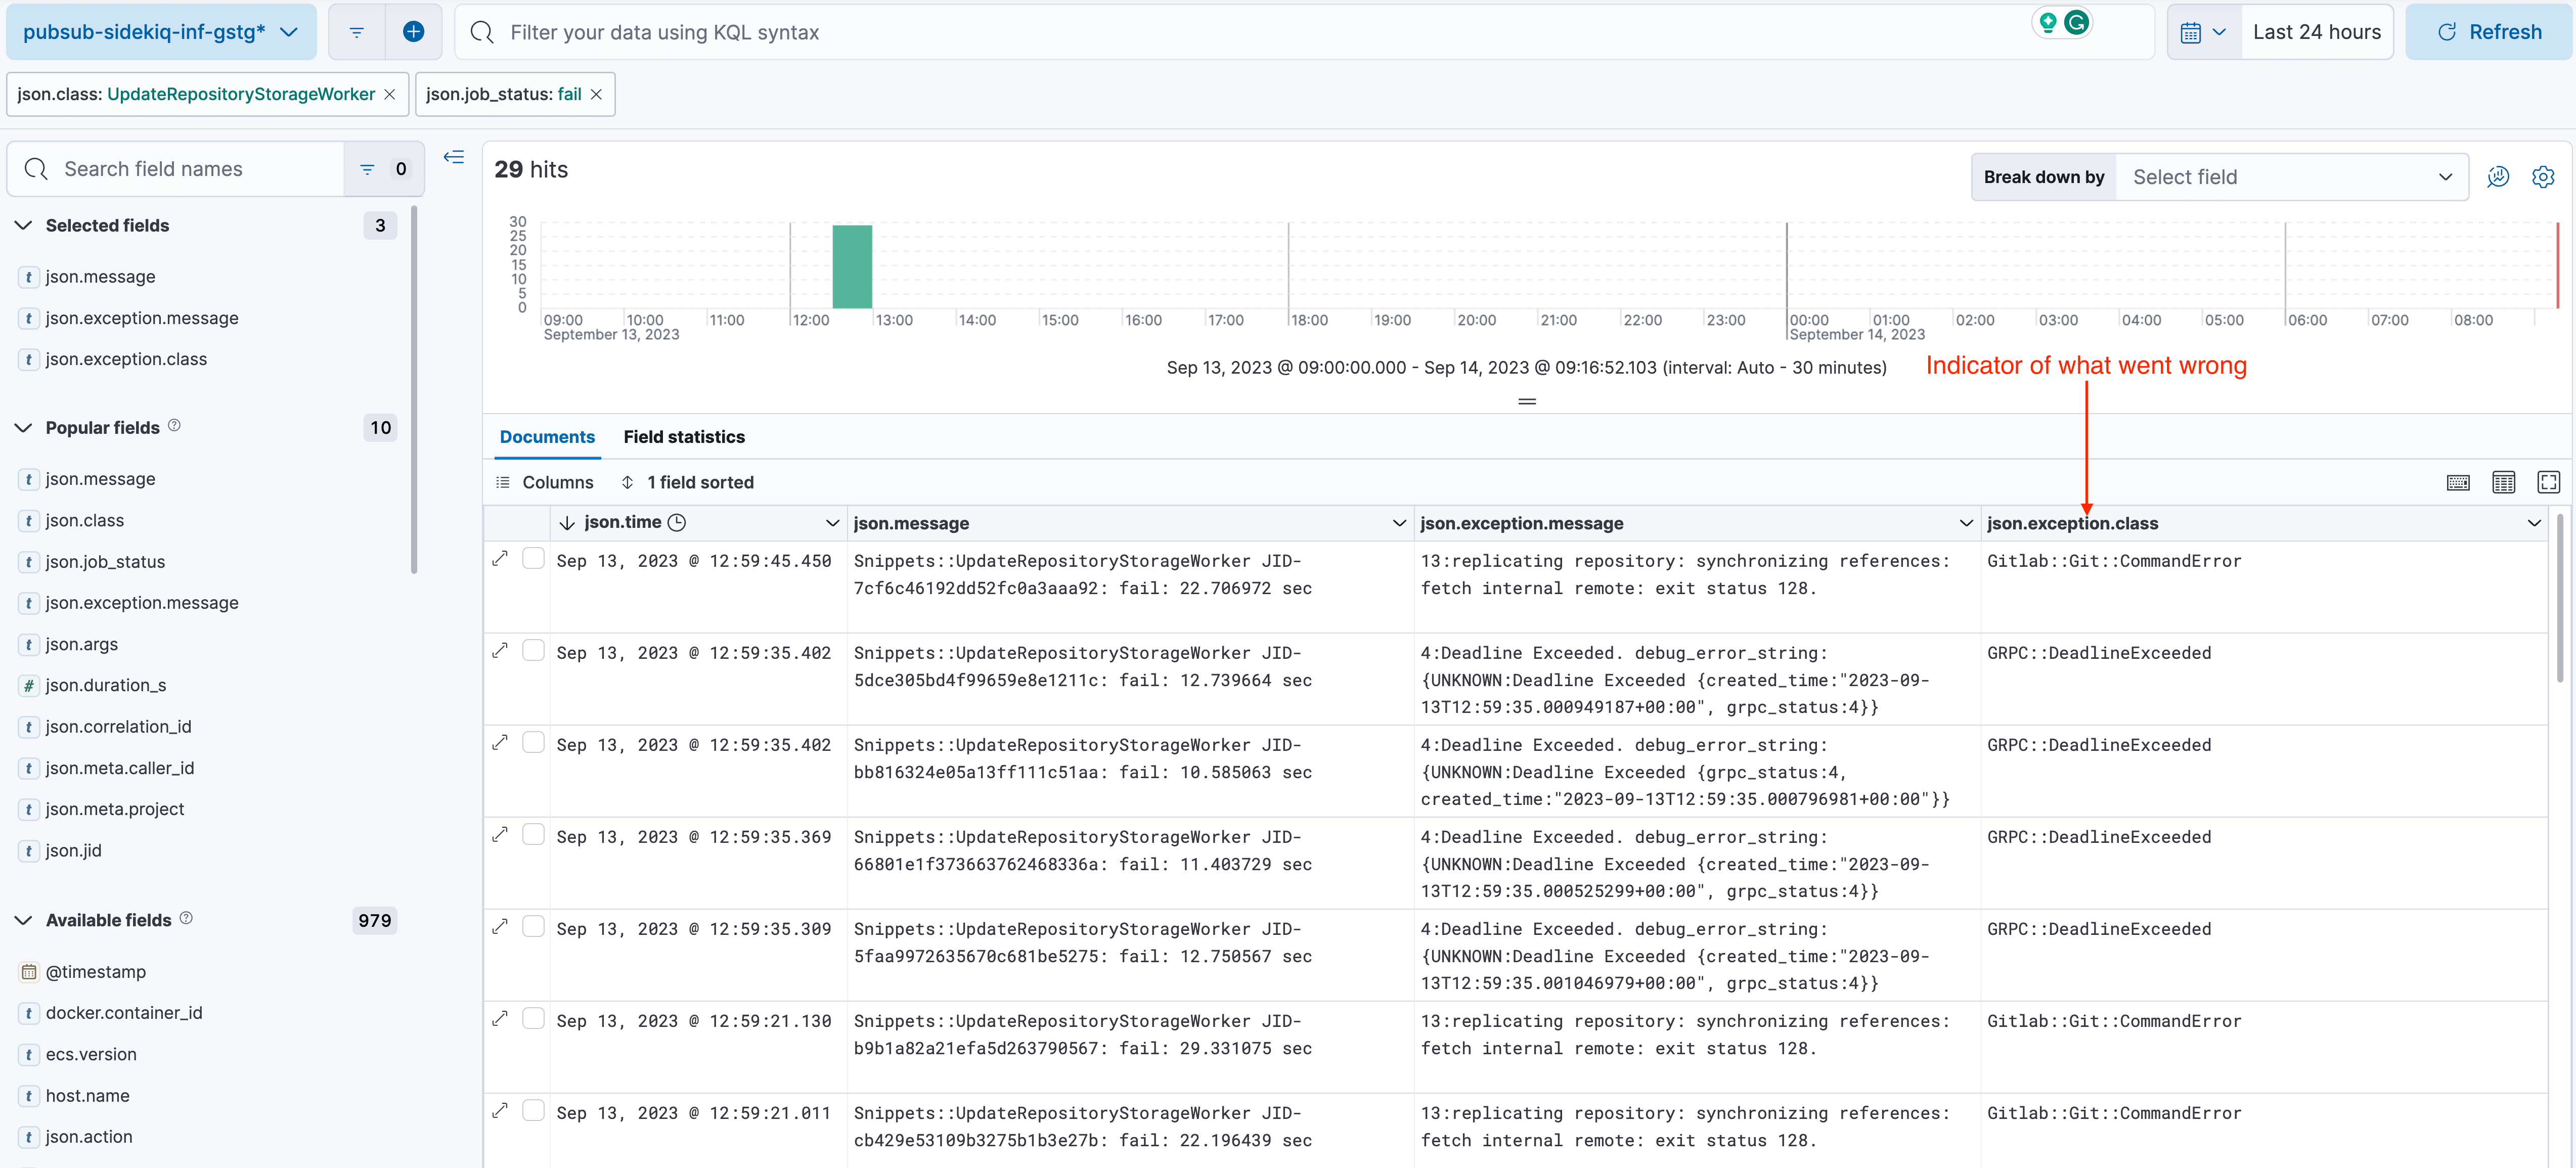 pubsub-sidekiq-inf-gstg*
Filter your data using KQL syntax
Last 24 hours
Refresh
json.class: UpdateRepositoryStorageWorker
json.job_status: fail
Search field names
0
Selected fields 3
json.message
json.exception.message
json.exception.class
Popular fields 10
json.message
json.class
json.job_status
json.exception.message
json.args
json.duration_s
json.correlation_id
json.meta.caller_id
json.meta.project
json.jid
Available fields 979
@timestamp
docker.container_id
ecs.version
host.name
json.action
29 hits
Break down by Select field
30
25
20
15
10
5
0
09:00 10:00 11:00 12:00 13:00 14:00 15:00 16:00 17:00 18:00 19:00 20:00 21:00 22:00 23:00 00:00 01:00 02:00 03:00 04:00 05:00 06:00 07:00 08:00
September 13, 2023 September 14, 2023
Sep 13, 2023 @ 09:00:00.000 - Sep 14, 2023 @ 09:16:52.103 (interval: Auto - 30 minutes)
Indicator of what went wrong
Documents Field statistics
Columns 1 field sorted
json.time json.message json.exception.message json.exception.class
Sep 13, 2023 @ 12:59:45.450 Snippets::UpdateRepositoryStorageWorker JID- 13:replicating repository: synchronizing references: Gitlab::Git::CommandError
7cf6c46192dd52fc0a3aaa92: fail: 22.706972 sec fetch internal remote: exit status 128.
Sep 13, 2023 @ 12:59:35.402 Snippets::UpdateRepositoryStorageWorker JID- 4:Deadline Exceeded. debug_error_string: GRPC::DeadlineExceeded
5dce305bd4f99659e8e1211c: fail: 12.739664 sec {UNKNOWN:Deadline Exceeded {created_time:"2023-09-
13T12:59:35.000949187+00:00", grpc_status:4}}
Sep 13, 2023 @ 12:59:35.402 Snippets::UpdateRepositoryStorageWorker JID- 4:Deadline Exceeded. debug_error_string: GRPC::DeadlineExceeded
bb816324e05a13ff111c51aa: fail: 10.585063 sec {UNKNOWN:Deadline Exceeded {grpc_status:4,
created_time:"2023-09-13T12:59:35.000796981+00:00"}}
Sep 13, 2023 @ 12:59:35.369 Snippets::UpdateRepositoryStorageWorker JID- 4:Deadline Exceeded. debug_error_string: GRPC::DeadlineExceeded
66801e1f373663762468336a: fail: 11.403729 sec {UNKNOWN:Deadline Exceeded {created_time:"2023-09-
13T12:59:35.000525299+00:00", grpc_status:4}}
Sep 13, 2023 @ 12:59:35.309 Snippets::UpdateRepositoryStorageWorker JID- 4:Deadline Exceeded. debug_error_string: GRPC::DeadlineExceeded
5faa9972635670c681be5275: fail: 12.750567 sec {UNKNOWN:Deadline Exceeded {created_time:"2023-09-
13T12:59:35.001046979+00:00", grpc_status:4}}
Sep 13, 2023 @ 12:59:21.130 Snippets::UpdateRepositoryStorageWorker JID- 13:replicating repository: synchronizing references: Gitlab::Git::CommandError
b9b1a82a21efa5d263790567: fail: 29.331075 sec fetch internal remote: exit status 128.
Sep 13, 2023 @ 12:59:21.011 Snippets::UpdateRepositoryStorageWorker JID- 13:replicating repository: synchronizing references: Gitlab::Git::CommandError
cb429e53109b3275b1b3e27b: fail: 22.196439 sec fetch internal remote: exit status 128.